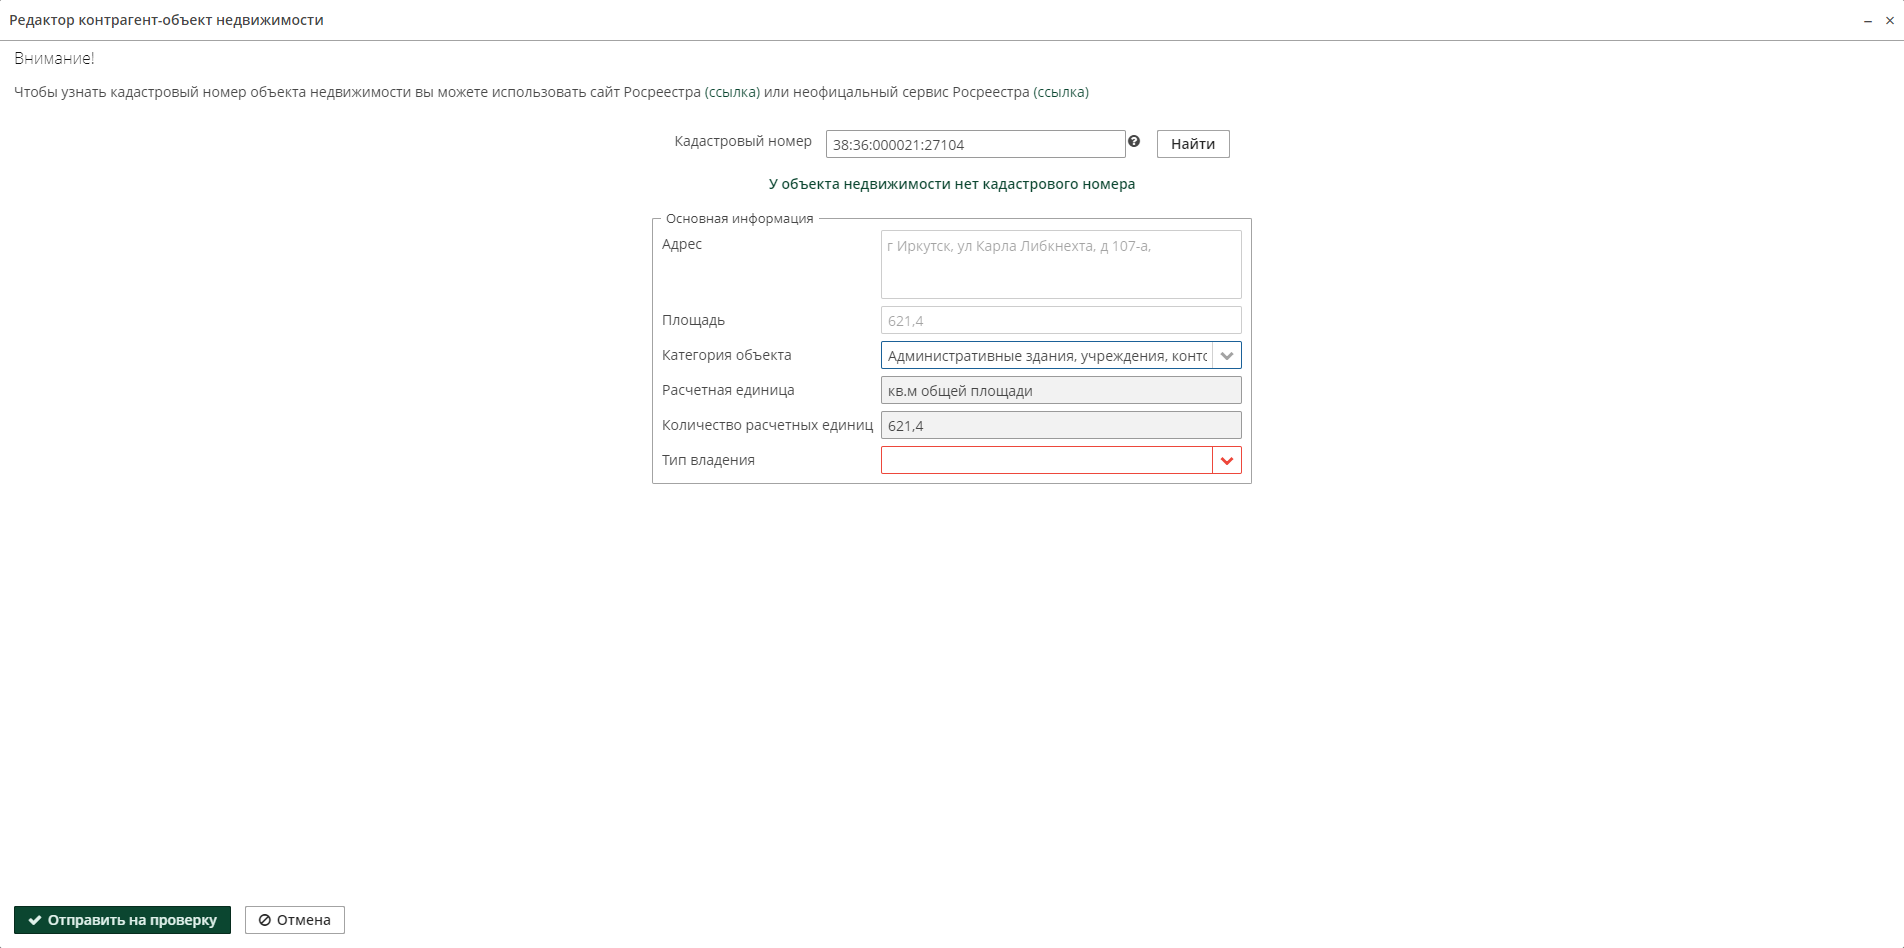 Редактор контрагент-объект недвижимости
Внимание!
Чтобы узнать кадастровый номер объекта недвижимости вы можете использовать сайт Росреестра (ссылка) или неофицальный сервис Росреестра (ссылка)
Кадастровый номер 38:36:000021:27104 Найти
У объекта недвижимости нет кадастрового номера
Основная информация
Адрес г Иркутск, ул Карла Либкнехта, д 107-а,
Площадь 621,4
Категория объекта Административные здания, учреждения, конто
Расчетная единица кв.м общей площади
Количество расчетных единиц 621,4
Тип владения
Отправить на проверку Отмена